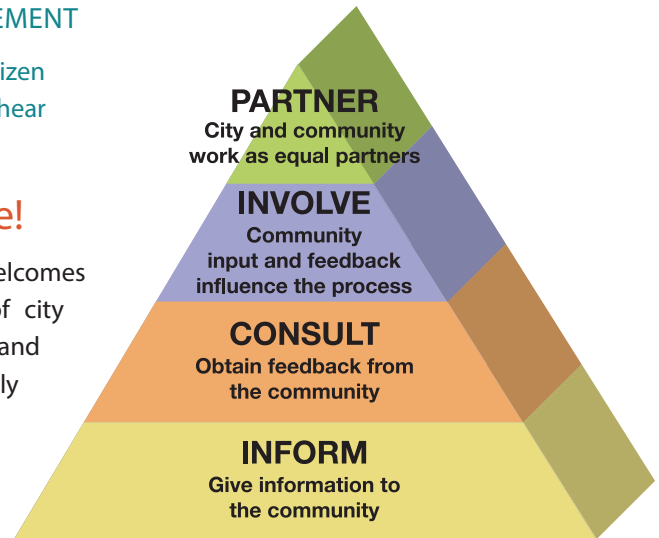 EMENT
izen
hear
e!
elcomes
of city
and
ly
PARTNER
City and community
work as equal partners
INVOLVE
Community
input and feedback
influence the process
CONSULT
Obtain feedback from
the community
INFORM
Give information to
the community